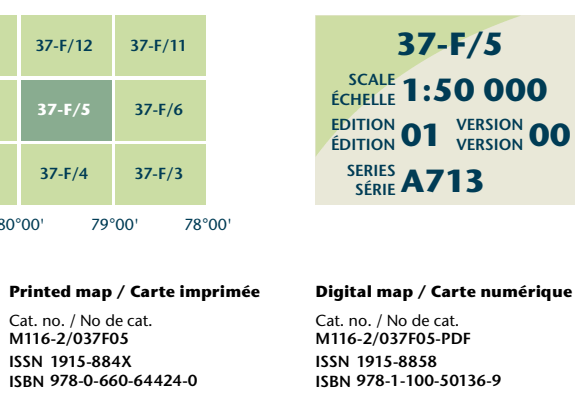 37-F/12 37-F/11
37-F/5 37-F/6
37-F/4 37-F/3
80°00' 79°00' 78°00'
37-F/5
SCALE
ÉCHELLE 1:50 000
EDITION
ÉDITION 01 VERSION
VERSION 00
SERIES
SÉRIE A713
Printed map / Carte imprimée
Cat. no. / No de cat.
M116-2/037F05
ISSN 1915-884X
ISBN 978-0-660-64424-0
Digital map / Carte numérique
Cat. no. / No de cat.
M116-2/037F05-PDF
ISSN 1915-8858
ISBN 978-1-100-50136-9